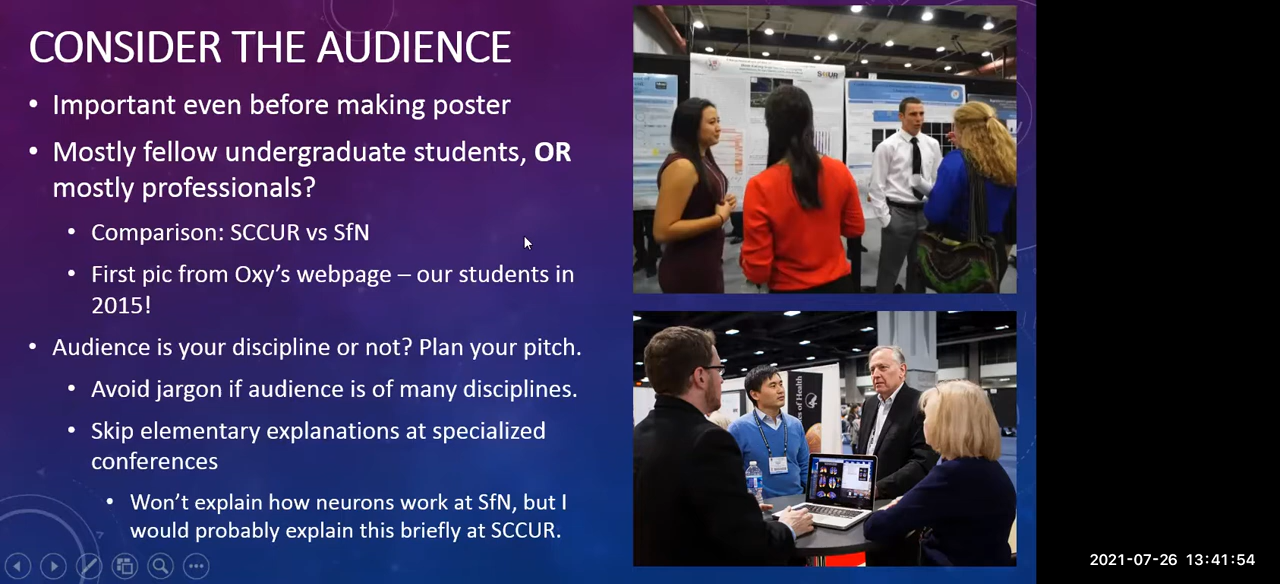 CONSIDER THE AUDIENCE
• Important even before making poster
• Mostly fellow undergraduate students, OR
mostly professionals?
• Comparison: SCCUR vs SfN
• First pic from Oxy's webpage – our students in
2015!
• Audience is your discipline or not? Plan your pitch.
• Avoid jargon if audience is of many disciplines.
• Skip elementary explanations at specialized
conferences
• Won't explain how neurons work at SfN, but I
would probably explain this briefly at SCCUR.
es of Health
2021-07-26 13:41:54